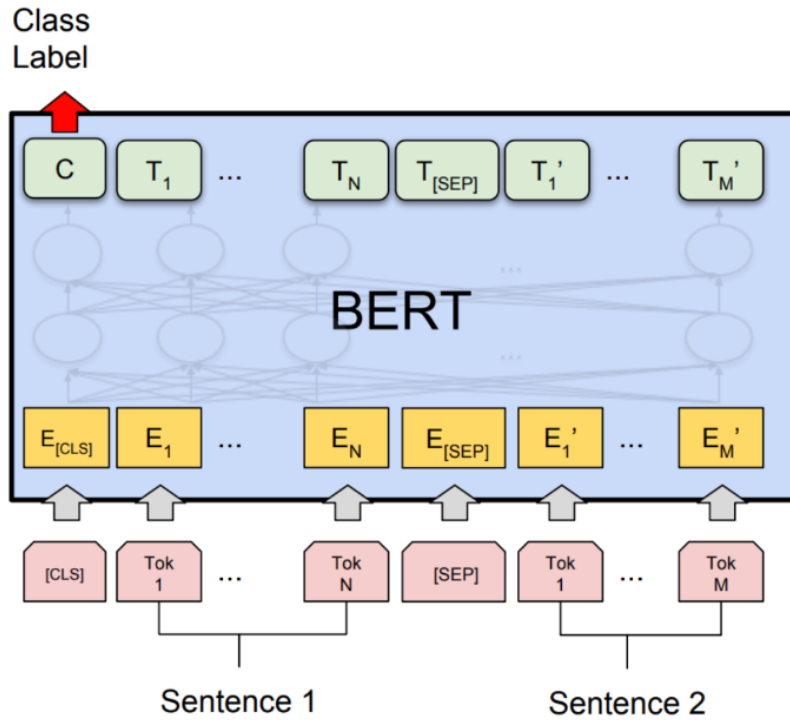 Class
Label
C T1 ... TN T[SEP] T1’ ... TM’
...
BERT
...
E[CLS] E1 ... EN E[SEP] E1’ ... EM’
[CLS] Tok 1 ... Tok N [SEP] Tok 1 ... Tok M
Sentence 1 Sentence 2